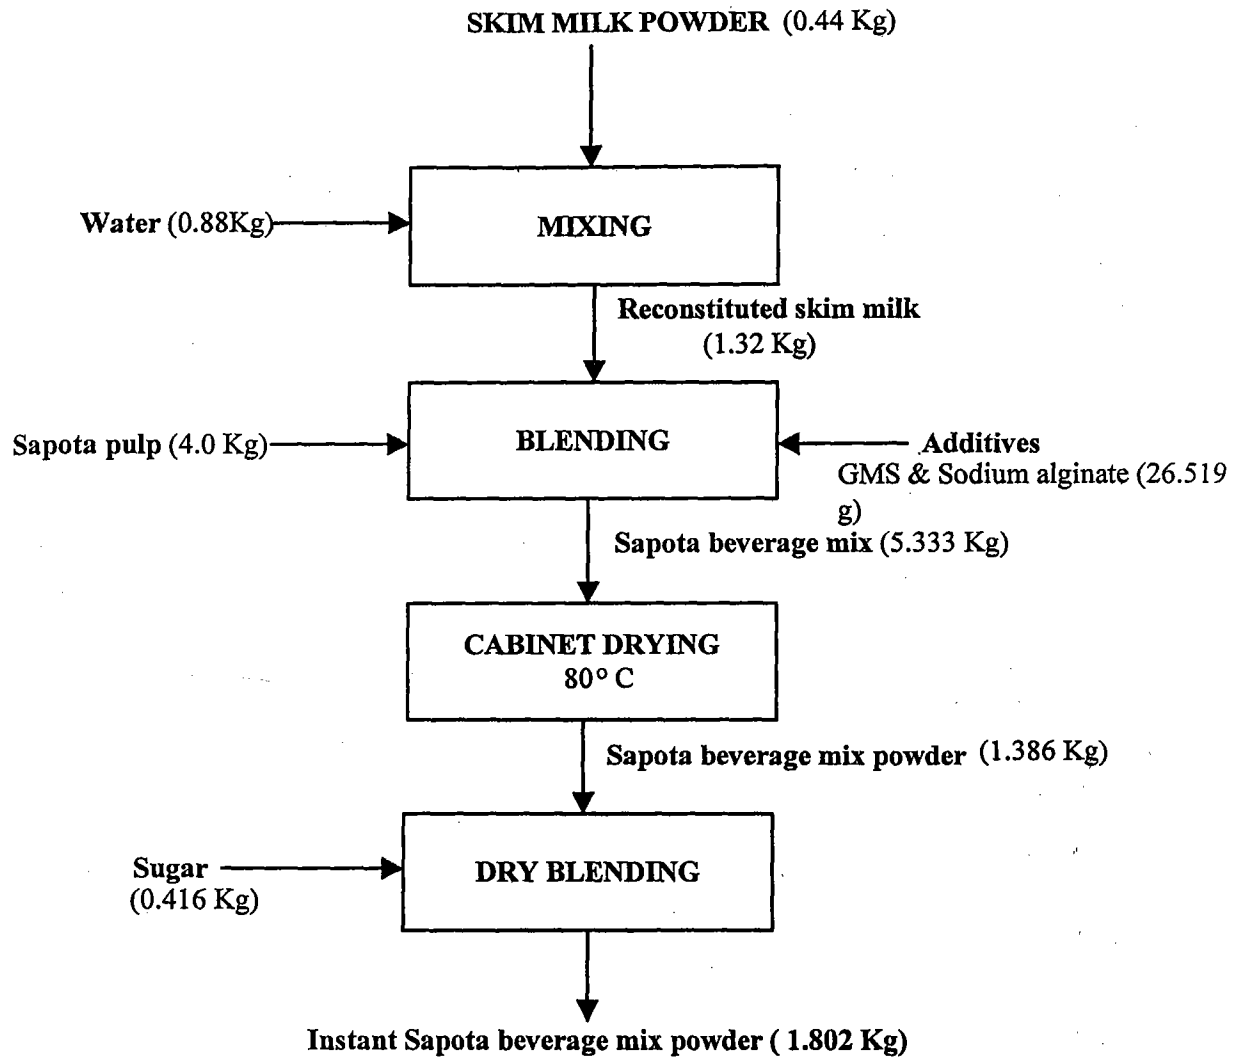 SKIM MILK POWDER (0.44 Kg)
Water (0.88Kg)
MIXING
Reconstituted skim milk
(1.32 Kg)
Sapota pulp (4.0 Kg)
BLENDING
Additives
GMS & Sodium alginate (26.519
g)
Sapota beverage mix (5.333 Kg)
CABINET DRYING
80° C
Sapota beverage mix powder (1.386 Kg)
Sugar
(0.416 Kg)
DRY BLENDING
Instant Sapota beverage mix powder ( 1.802 Kg)